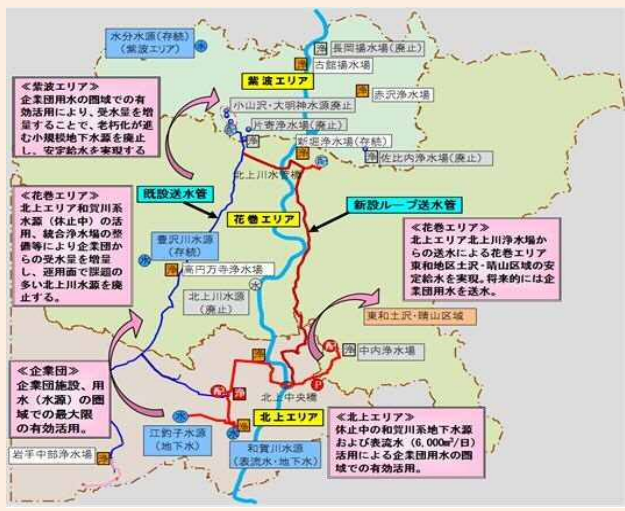 水分水源(存続)
(紫波エリア)
浄
長岡揚水場(廃止)
浄
古館揚水場
紫波エリア
浄
赤沢浄水場
≪紫波エリア≫
企業団用水の圏域での有
効活用により、受水量を増
量することで、老朽化が進
む小規模地下水源を廃止
し、安定給水を実現する
小山沢・大明神水源廃止
片寄浄水場(廃止)
浄
新堀浄水場(存続)
浄
浄
佐比内浄水場(廃止)
北上川水管橋
既設送水管
花巻エリア
新設ループ送水管
≪花巻エリア≫
北上エリア和賀川系
水源（休止中）の活
用、統合浄水場の整
備等により企業団から
の受水量を増量
し、運用面で課題の
多い北上川水源を廃
止する。
豊沢川水源
(存続)
水
浄
高円万寺浄水場
北上川水源
(廃止)
水
≪花巻エリア≫
北上エリア北上川浄水場か
らの送水による花巻エリア
東和地区土沢・晴山区域の安
定給水を実現。将来的には企
業団用水を送水。
東和土沢・晴山区域
浄
配
浄
中内浄水場
≪企業団≫
企業団施設、用
水（水源）の圏
域での最大限
の有効活用。
配
浄
P
北上中央橋
北上エリア
水
江釣子水源
(地下水)
浄
水
和賀川水源
(表流水・地下水)
岩手中部浄水場
浄
≪北上エリア≫
休止中の和賀川系地下水源
および表流水（6,000m³/日）
活用による企業団用水の圏
域での有効活用。